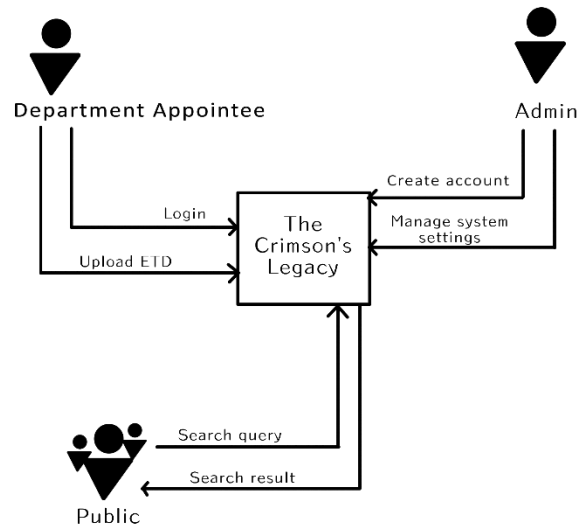 Department Appointee
Admin
Create account
Login
The
Crimson's
Legacy
Manage system
settings
Upload ETD
Search query
Search result
Public